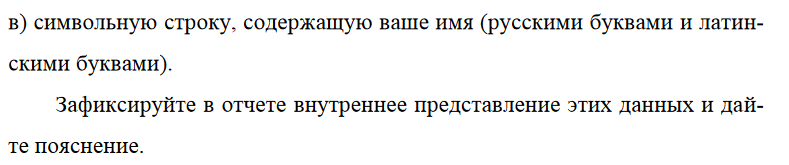 в) символьную строку, содержащую ваше имя (русскими буквами и латин-
скими буквами).
Зафиксируйте в отчете внутреннее представление этих данных и дай-
те пояснение.